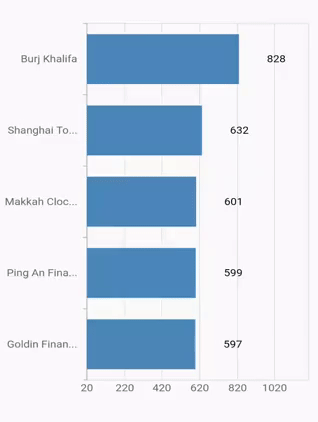 Burj Khalifa 828
Shanghai To... 632
Makkah Cloc... 601
Ping An Fina... 599
Goldin Finan... 597
20 220 420 620 820 1020